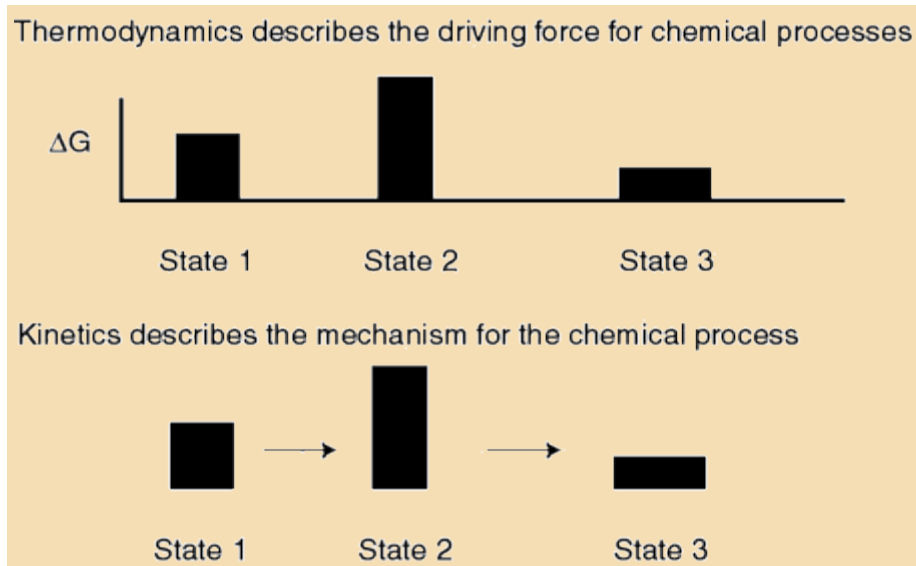 Thermodynamics describes the driving force for chemical processes
ΔG
State 1 State 2 State 3
Kinetics describes the mechanism for the chemical process
State 1 State 2 State 3